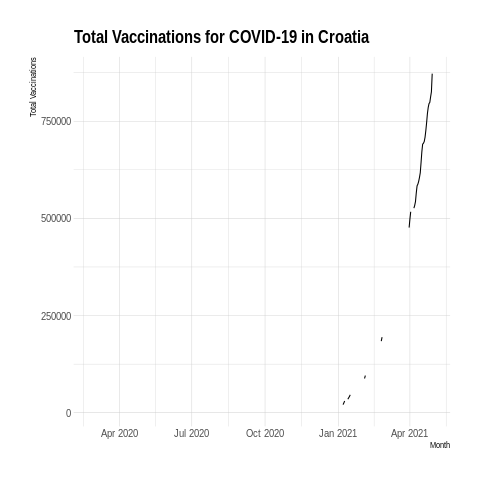 Total Vaccinations for COVID-19 in Croatia
Total Vaccinations
750000
500000
250000
0
Apr 2020 Jul 2020 Oct 2020 Jan 2021 Apr 2021
Month